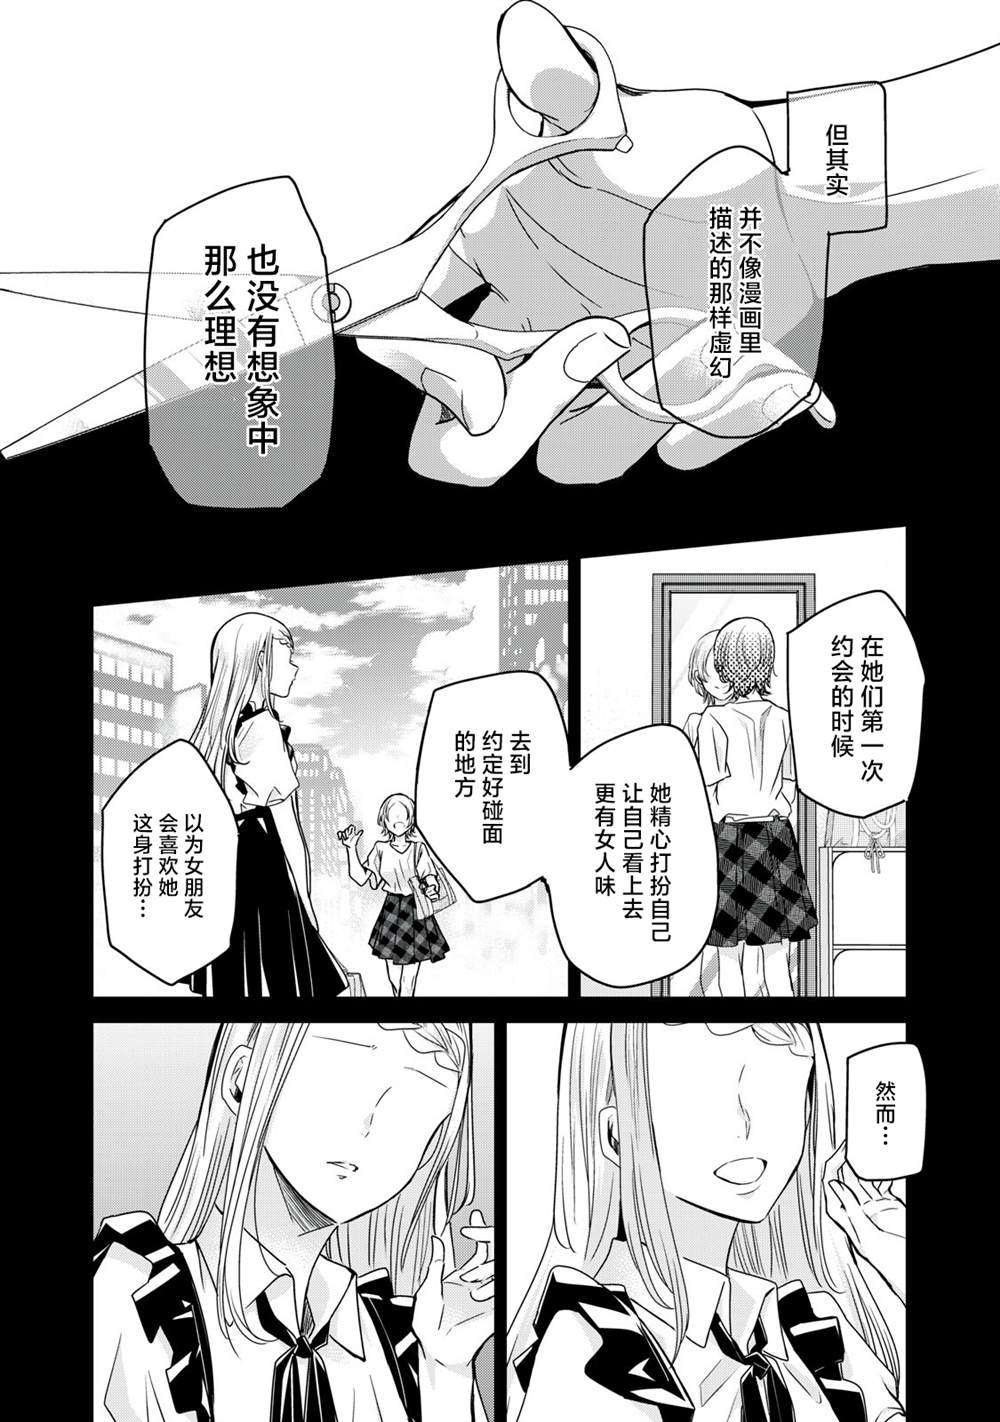 但其实
并不像漫画里
描述的那样虚幻
也没有想象中
那么理想
在她们第一次
约会的时候
她精心打扮自己
让自己看上去
更有女人味
去到
约定好碰面
的地方
以为女朋友
会喜欢她
这身打扮…
然而…